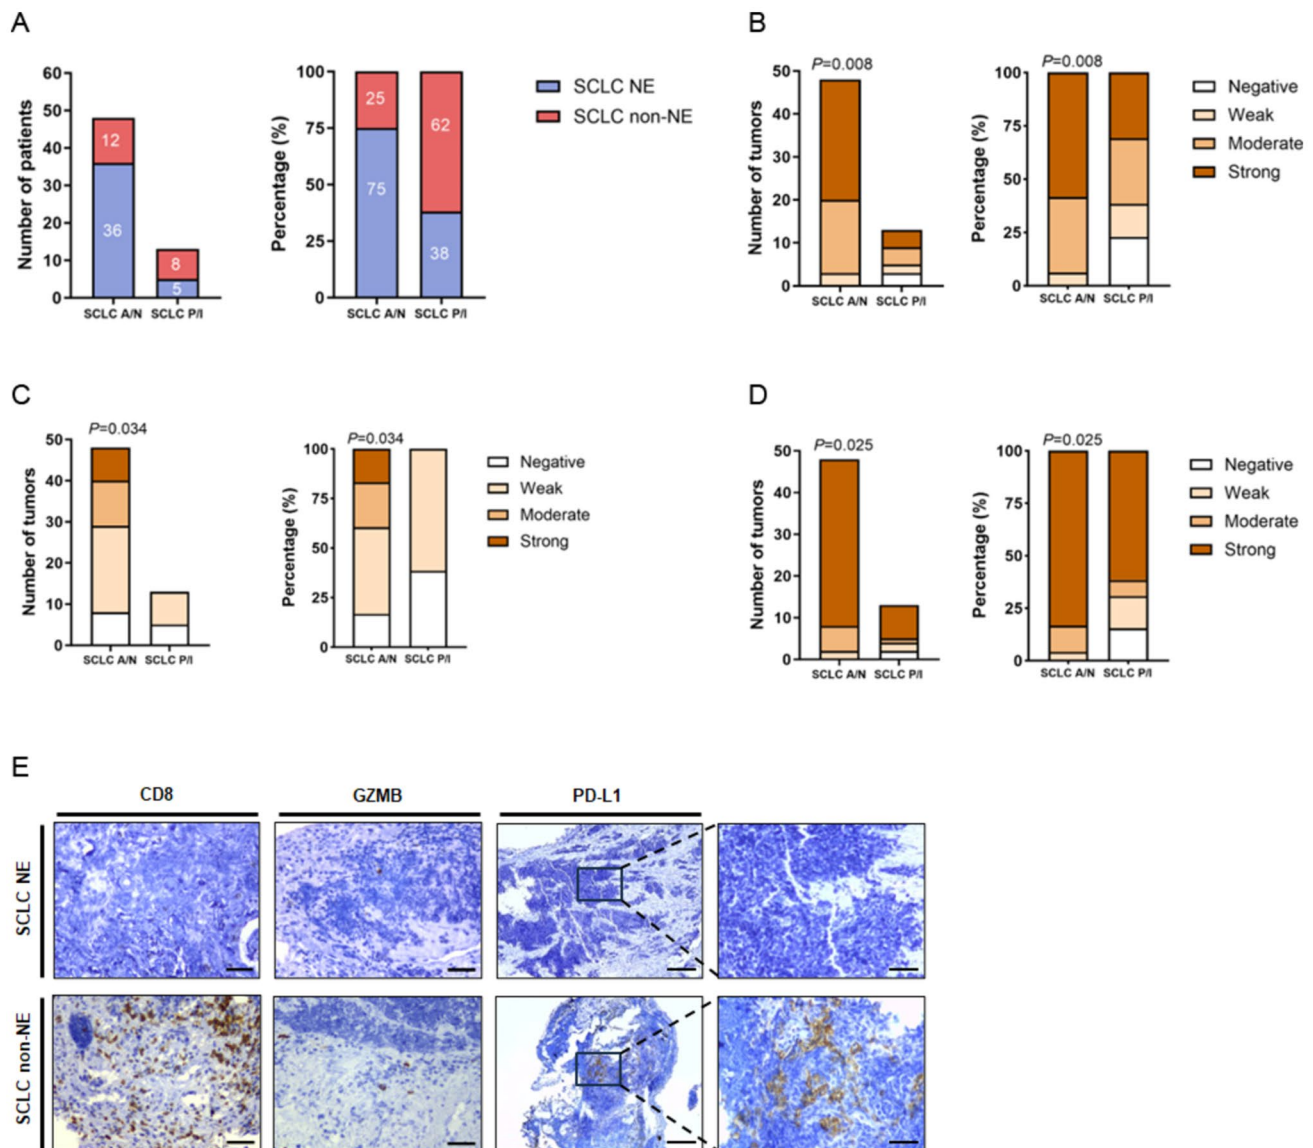 A
Number of patients
60
50
40
30
20
10
0
12
36
8
5
SCLC A/N SCLC P/I
Percentage (%)
100
75
50
25
0
25
75
62
38
SCLC A/N SCLC P/I
SCLC NE
SCLC non-NE
B
Number of tumors
50
40
30
20
10
0
P=0.008
SCLC A/N SCLC P/I
Percentage (%)
100
75
50
25
0
P=0.008
SCLC A/N SCLC P/I
Negative
Weak
Moderate
Strong
C
Number of tumors
50
40
30
20
10
0
P=0.034
SCLC A/N SCLC P/I
Percentage (%)
100
75
50
25
0
P=0.034
SCLC A/N SCLC P/I
Negative
Weak
Moderate
Strong
D
Number of tumors
50
40
30
20
10
0
P=0.025
SCLC A/N SCLC P/I
Percentage (%)
100
75
50
25
0
P=0.025
SCLC A/N SCLC P/I
Negative
Weak
Moderate
Strong
E
CD8
GZMB
PD-L1
SCLC NE
SCLC non-NE